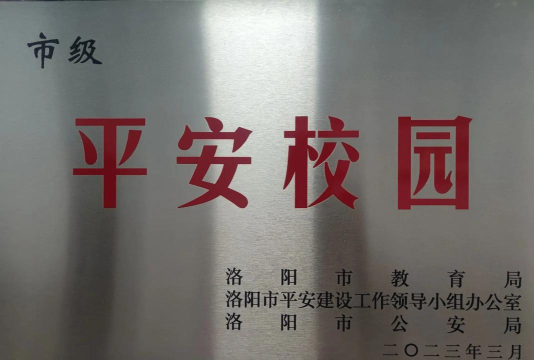 市级
平安校园
洛阳市教育局
洛阳市平安建设工作领导小组办公室
洛阳市公安局
二〇二三年三月